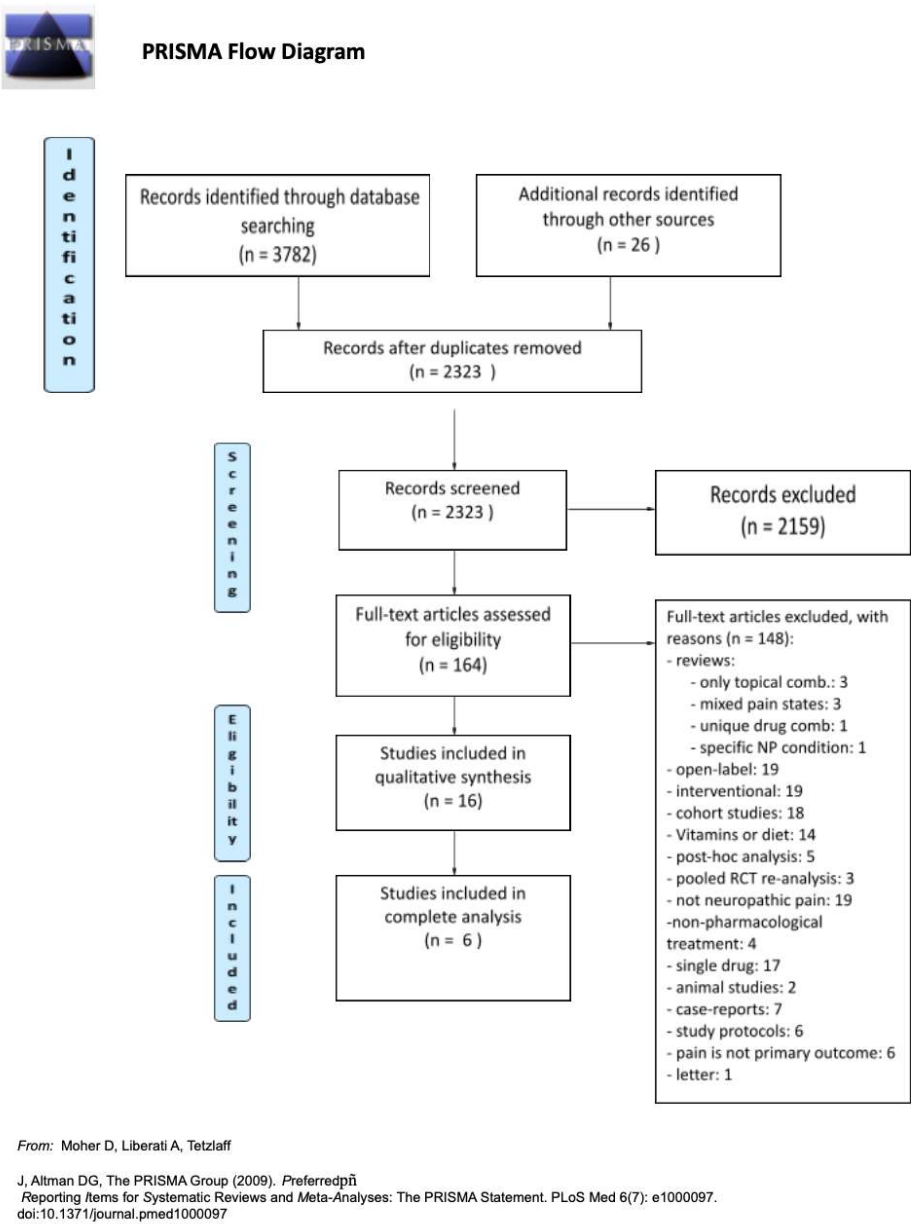 PRISMA
PRISMA Flow Diagram
Identification
Records identified through database
searching
(n = 3782)
Additional records identified
through other sources
(n = 26 )
Records after duplicates removed
(n = 2323 )
Screening
Records screened
(n = 2323 )
Records excluded
(n = 2159)
Full-text articles assessed
for eligibility
(n = 164)
Full-text articles excluded, with
reasons (n = 148):
- reviews:
- only topical comb.: 3
- mixed pain states: 3
- unique drug comb: 1
- specific NP condition: 1
- open-label: 19
- interventional: 19
- cohort studies: 18
- Vitamins or diet: 14
- post-hoc analysis: 5
- pooled RCT re-analysis: 3
- not neuropathic pain: 19
-non-pharmacological
treatment: 4
- single drug: 17
- animal studies: 2
- case-reports: 7
- study protocols: 6
- pain is not primary outcome: 6
- letter: 1
Eligibility
Studies included in
qualitative synthesis
(n = 16)
Included
Studies included in
complete analysis
(n = 6 )
From: Moher D, Liberati A, Tetzlaff
J, Altman DG, The PRISMA Group (2009). Preferredpñ
Reporting Items for Systematic Reviews and Meta-Analyses: The PRISMA Statement. PLoS Med 6(7): e1000097.
doi:10.1371/journal.pmed1000097